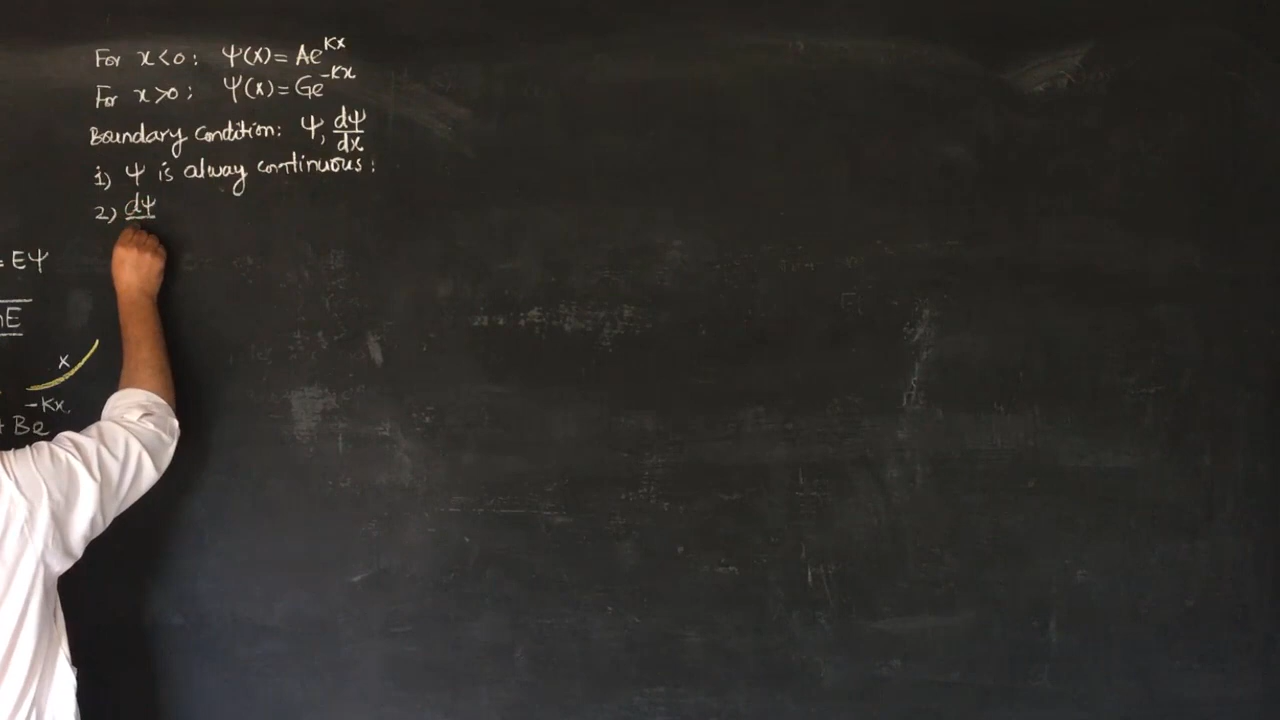 For x<0: Ψ(x) = Ae^Kx
For x>0; Ψ(x) = Ge^-Kx
Boundary Condition: Ψ, dΨ/dx
1) Ψ is alway continuous:
2) dΨ
= EΨ
E
x
-Kx
+ Be